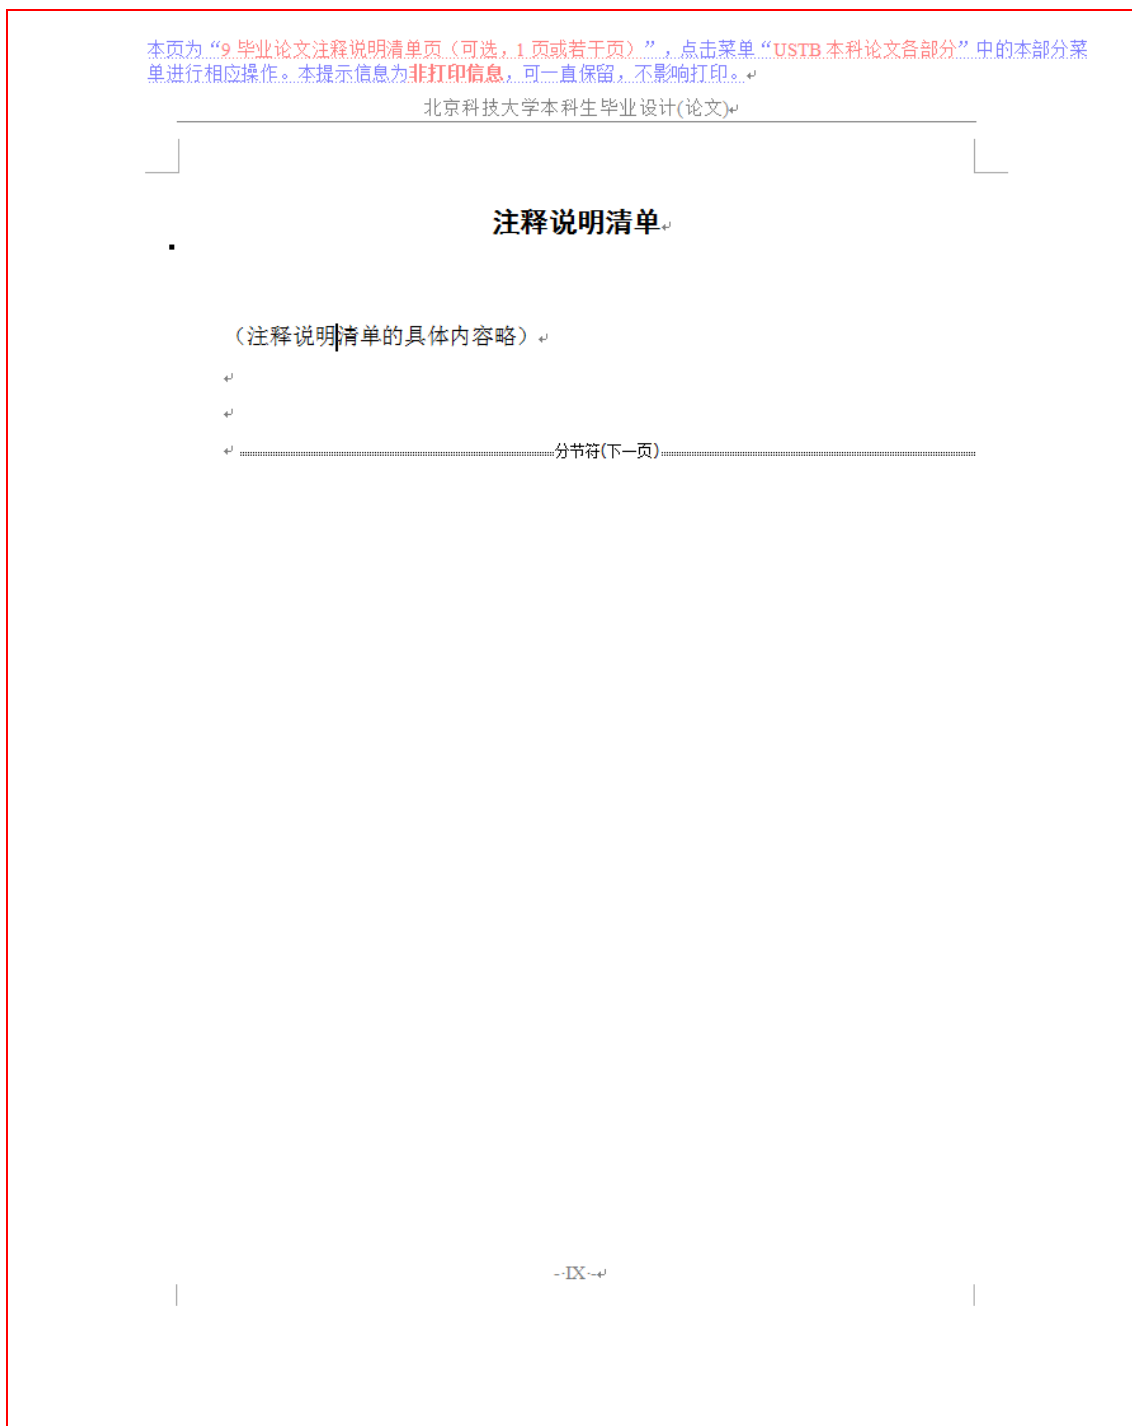 本页为“9 毕业论文注释说明清单页（可选，1 页或若干页）”，点击菜单“USTB 本科论文各部分”中的本部分菜
单进行相应操作。本提示信息为非打印信息，可一直保留，不影响打印。
北京科技大学本科生毕业设计(论文)
注释说明清单
（注释说明清单的具体内容略）
分节符(下一页)
- IX -